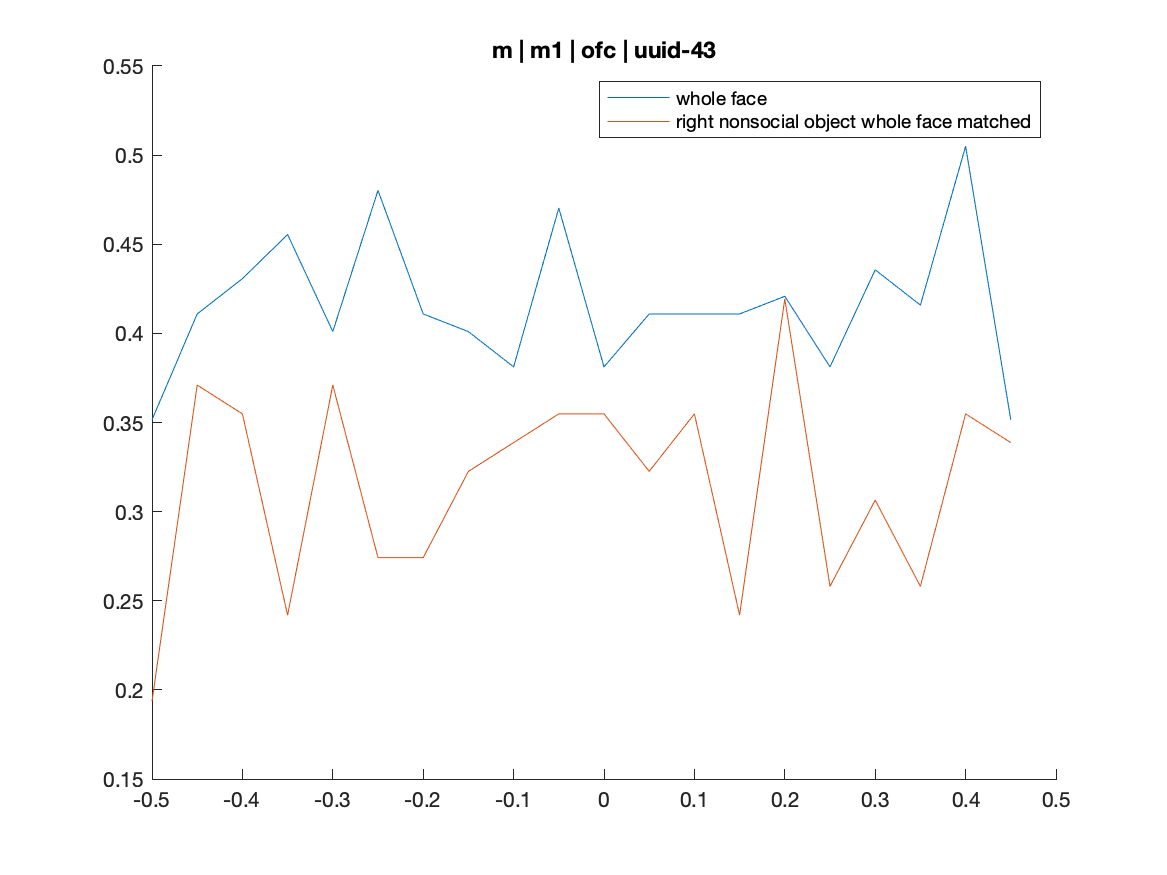 m | m1 | ofc | uuid-43
whole face
right nonsocial object whole face matched
0.55
0.5
0.45
0.4
0.35
0.3
0.25
0.2
0.15
-0.5 -0.4 -0.3 -0.2 -0.1 0 0.1 0.2 0.3 0.4 0.5